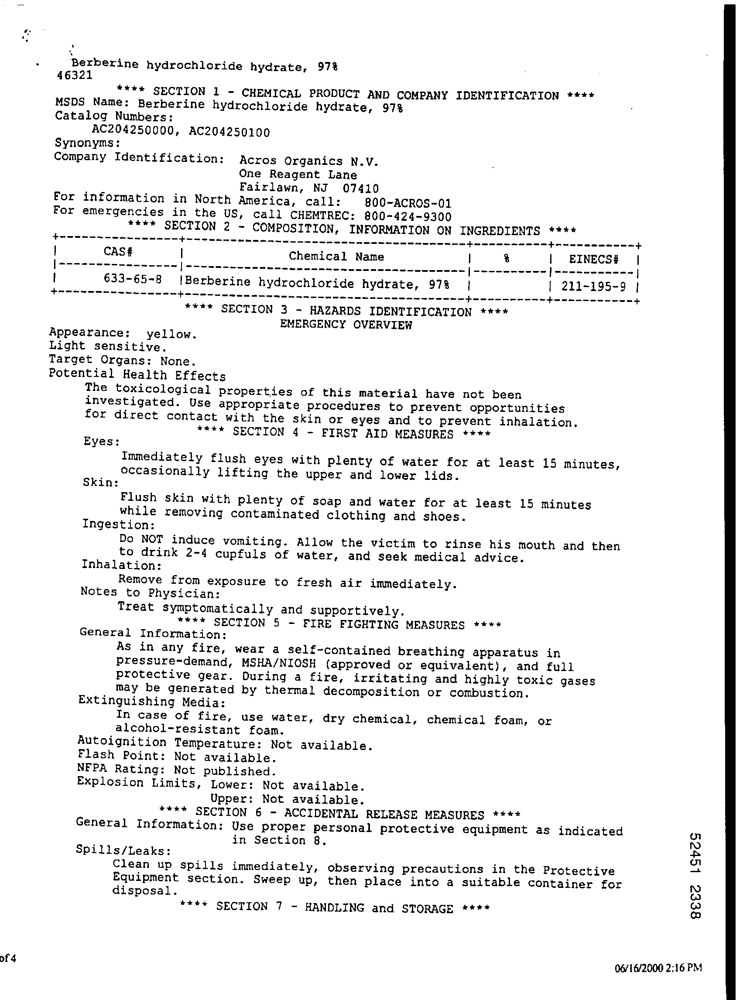 Berberine hydrochloride hydrate, 97%
46321
**** SECTION 1 - CHEMICAL PRODUCT AND COMPANY IDENTIFICATION ****
MSDS Name: Berberine hydrochloride hydrate, 97%
Catalog Numbers:
AC204250000, AC204250100
Synonyms:
Company Identification: Acros Organics N.V.
One Reagent Lane
Fairlawn, NJ 07410
For information in North America, call: 800-ACROS-01
For emergencies in the US, call CHEMTREC: 800-424-9300
**** SECTION 2 - COMPOSITION, INFORMATION ON INGREDIENTS ****
+----------------+--------------------------------------+----------+-----------+
| CAS# | Chemical Name | % | EINECS# |
|----------------|--------------------------------------|----------|-----------|
| 633-65-8 |Berberine hydrochloride hydrate, 97% | | 211-195-9 |
+----------------+--------------------------------------+----------+-----------+
**** SECTION 3 - HAZARDS IDENTIFICATION ****
EMERGENCY OVERVIEW
Appearance: yellow.
Light sensitive.
Target Organs: None.
Potential Health Effects
The toxicological properties of this material have not been
investigated. Use appropriate procedures to prevent opportunities
for direct contact with the skin or eyes and to prevent inhalation.
**** SECTION 4 - FIRST AID MEASURES ****
Eyes:
Immediately flush eyes with plenty of water for at least 15 minutes,
occasionally lifting the upper and lower lids.
Skin:
Flush skin with plenty of soap and water for at least 15 minutes
while removing contaminated clothing and shoes.
Ingestion:
Do NOT induce vomiting. Allow the victim to rinse his mouth and then
to drink 2-4 cupfuls of water, and seek medical advice.
Inhalation:
Remove from exposure to fresh air immediately.
Notes to Physician:
Treat symptomatically and supportively.
**** SECTION 5 - FIRE FIGHTING MEASURES ****
General Information:
As in any fire, wear a self-contained breathing apparatus in
pressure-demand, MSHA/NIOSH (approved or equivalent), and full
protective gear. During a fire, irritating and highly toxic gases
may be generated by thermal decomposition or combustion.
Extinguishing Media:
In case of fire, use water, dry chemical, chemical foam, or
alcohol-resistant foam.
Autoignition Temperature: Not available.
Flash Point: Not available.
NFPA Rating: Not published.
Explosion Limits, Lower: Not available.
Upper: Not available.
**** SECTION 6 - ACCIDENTAL RELEASE MEASURES ****
General Information: Use proper personal protective equipment as indicated
in Section 8.
Spills/Leaks:
Clean up spills immediately, observing precautions in the Protective
Equipment section. Sweep up, then place into a suitable container for
disposal.
**** SECTION 7 - HANDLING and STORAGE ****
52451 2338
of 4
06/16/2000 2:16 PM